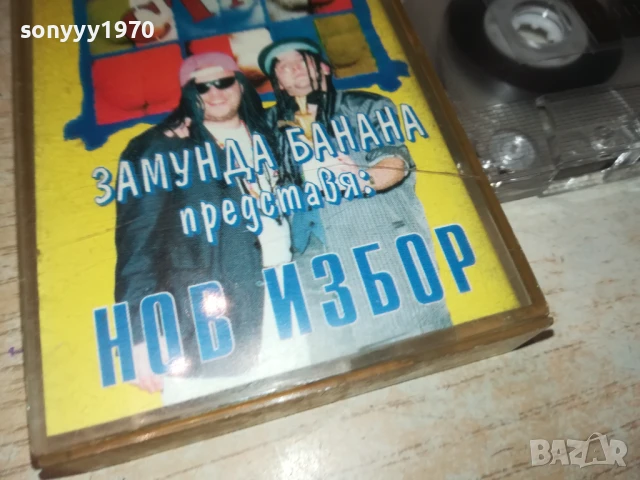 sonyyy1970
ЗАМУНДА БАНАНА
представя:
НОВ ИЗБОР
BAZAR